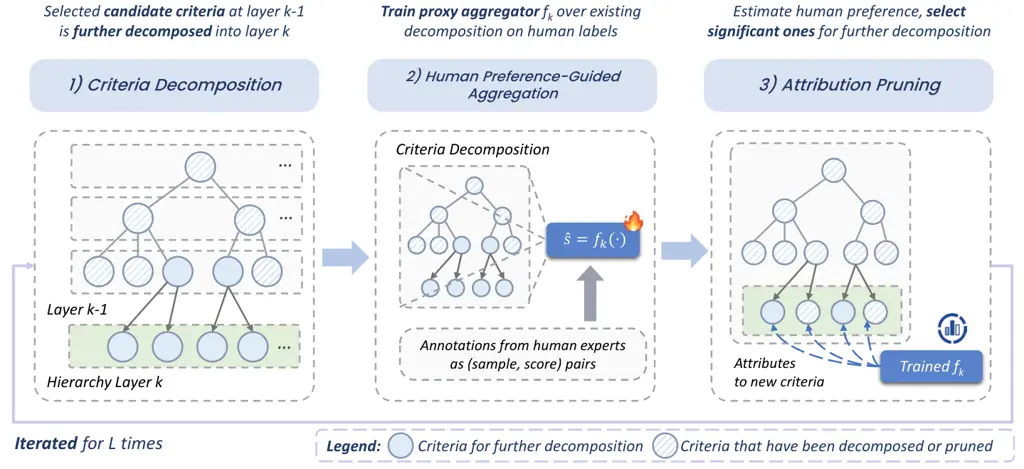 Selected candidate criteria at layer k-1
is further decomposed into layer k
Train proxy aggregator fₖ over existing
decomposition on human labels
Estimate human preference, select
significant ones for further decomposition
1) Criteria Decomposition
2) Human Preference-Guided
Aggregation
3) Attribution Pruning
...
...
Layer k-1
...
Hierarchy Layer k
Criteria Decomposition
ŝ = fₖ(·)
Annotations from human experts
as (sample, score) pairs
Attributes
to new criteria
Trained fₖ
Iterated for L times
Legend:
Criteria for further decomposition
Criteria that have been decomposed or pruned